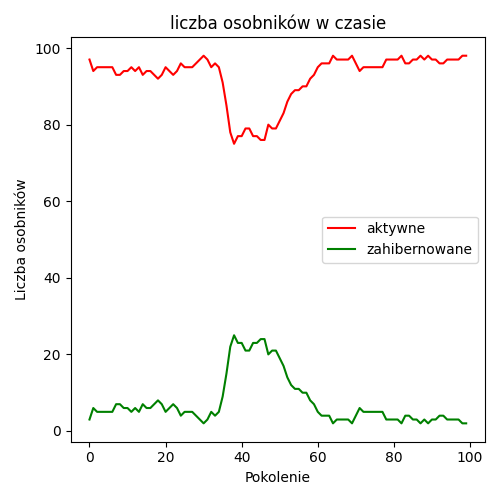 liczba osobników w czasie
100
80
60
40
20
0
Liczba osobników
aktywne
zahibernowane
0 20 40 60 80 100
Pokolenie